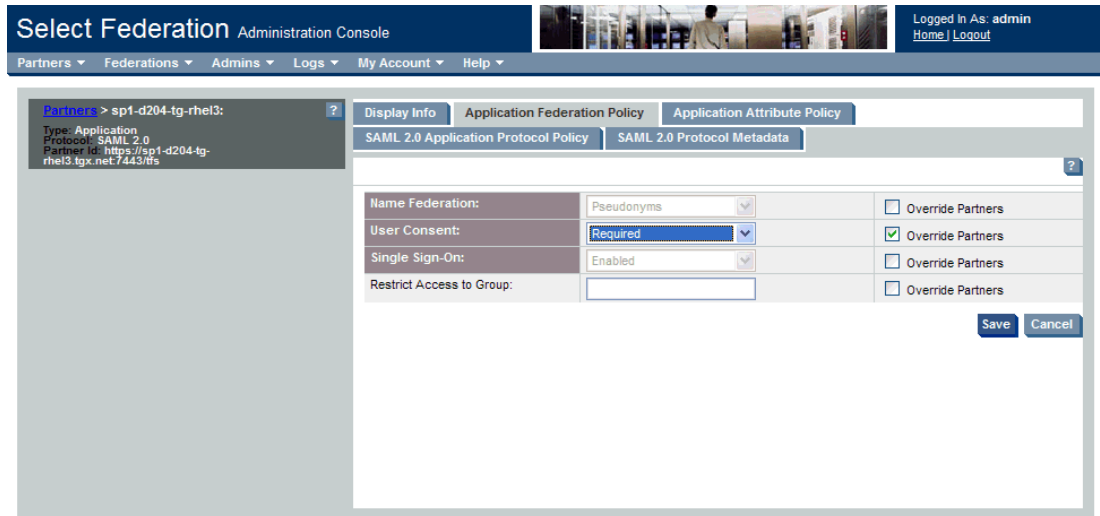 Select Federation Administration Console
Logged In As: admin
Home | Logout
Partners Federations Admins Logs My Account Help
Partners > sp1-d204-tg-rhel3: ?
Type: Application
Protocol: SAML 2.0
Partner Id: https://sp1-d204-tg-
rhel3.tgx.net:7443/tfs
Display Info Application Federation Policy Application Attribute Policy
SAML 2.0 Application Protocol Policy SAML 2.0 Protocol Metadata
?
Name Federation: Pseudonyms Override Partners
User Consent: Required Override Partners
Single Sign-On: Enabled Override Partners
Restrict Access to Group: Override Partners
Save Cancel